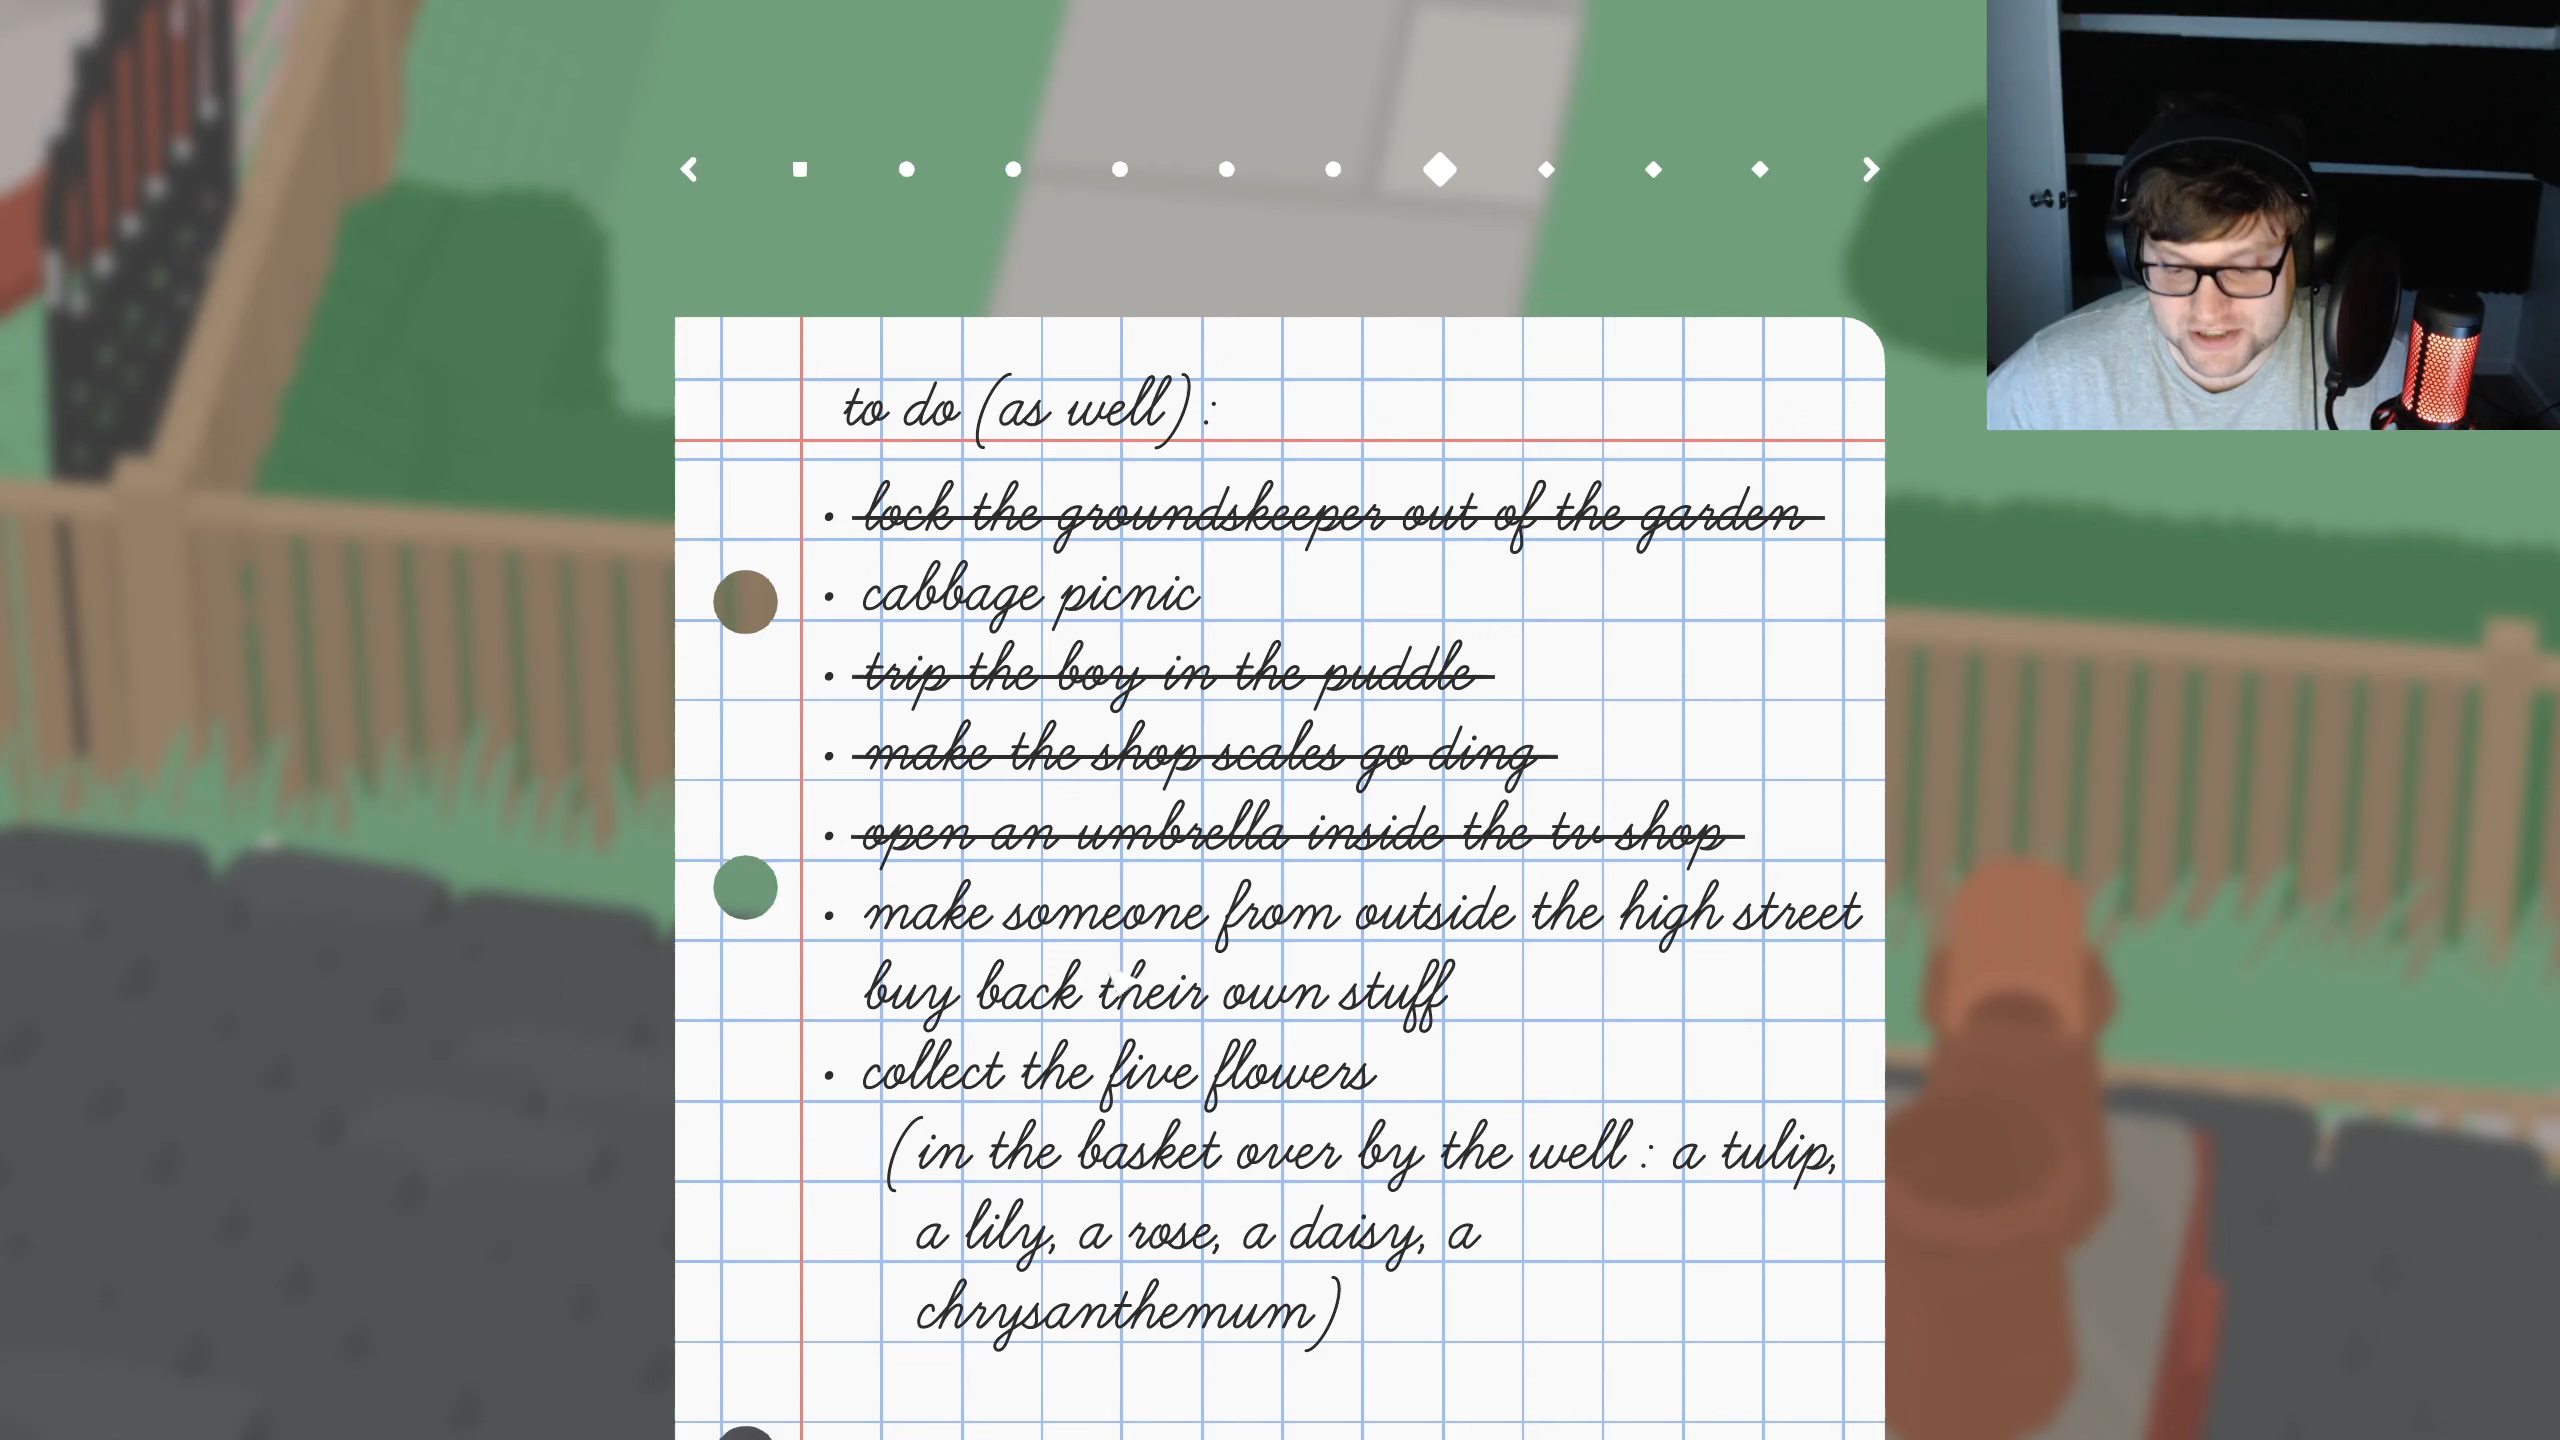 to do (as well) :
• lock the groundskeeper out of the garden
• cabbage picnic
• trip the boy in the puddle
• make the shop scales go ding
• open an umbrella inside the tv shop
• make someone from outside the high street
buy back their own stuff
• collect the five flowers
(in the basket over by the well : a tulip,
a lily, a rose, a daisy, a
chrysanthemum)